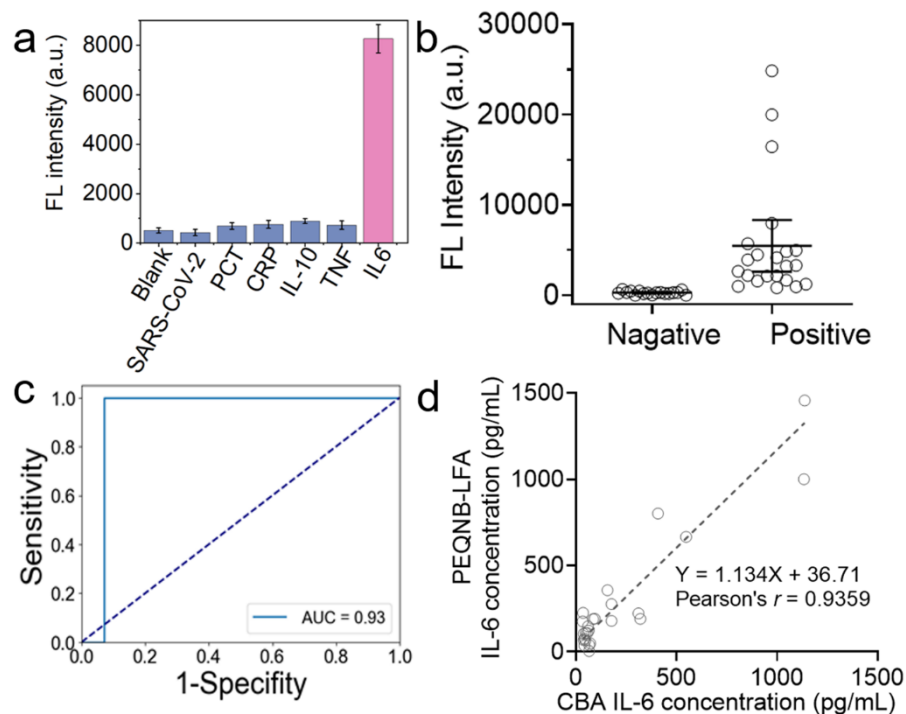 a
FL intensity (a.u.)
8000
6000
4000
2000
0
Blank
SARS-CoV-2
PCT
CRP
IL-10
TNF
IL6
b
FL Intensity (a.u.)
30000
20000
10000
0
Nagative
Positive
c
Sensitivity
1.0
0.8
0.6
0.4
0.2
0.0
0.0 0.2 0.4 0.6 0.8 1.0
AUC = 0.93
1-Specifity
d
PEQNB-LFA
IL-6 concentration (pg/mL)
1500
1000
500
0
0 500 1000 1500
Y = 1.134X + 36.71
Pearson's r = 0.9359
CBA IL-6 concentration (pg/mL)